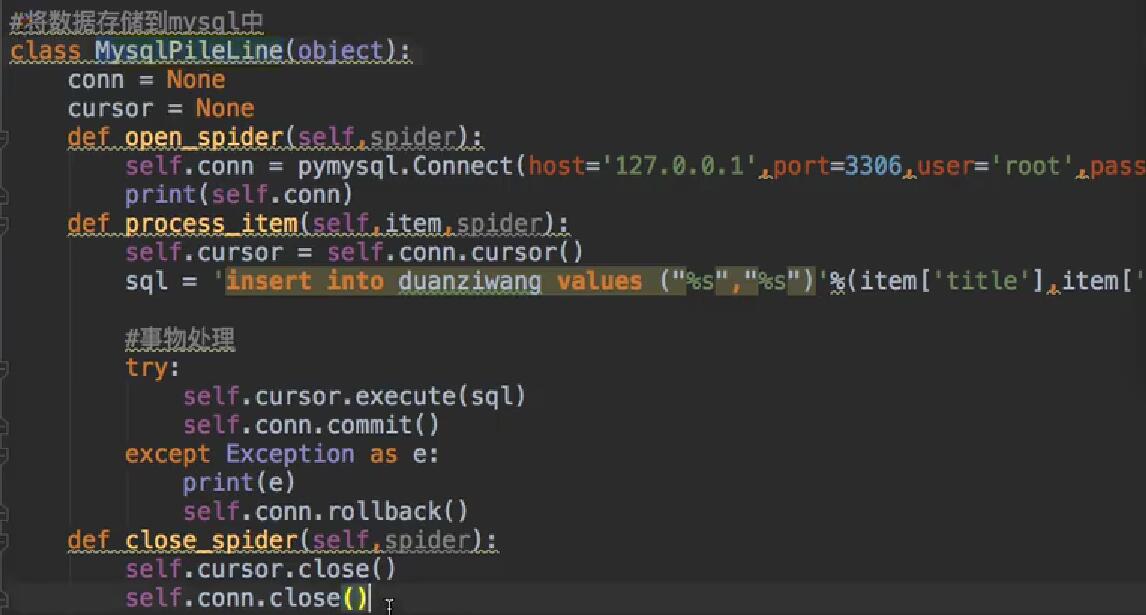 #将数据存储到mysql中
class MysqlPileLine(object):
    conn = None
    cursor = None
    def open_spider(self,spider):
        self.conn = pymysql.Connect(host='127.0.0.1',port=3306,user='root',pass
        print(self.conn)
    def process_item(self,item,spider):
        self.cursor = self.conn.cursor()
        sql = 'insert into duanziwang values ("%s","%s")'%(item['title'],item['
        #事物处理
        try:
            self.cursor.execute(sql)
            self.conn.commit()
        except Exception as e:
            print(e)
            self.conn.rollback()
    def close_spider(self,spider):
        self.cursor.close()
        self.conn.close()